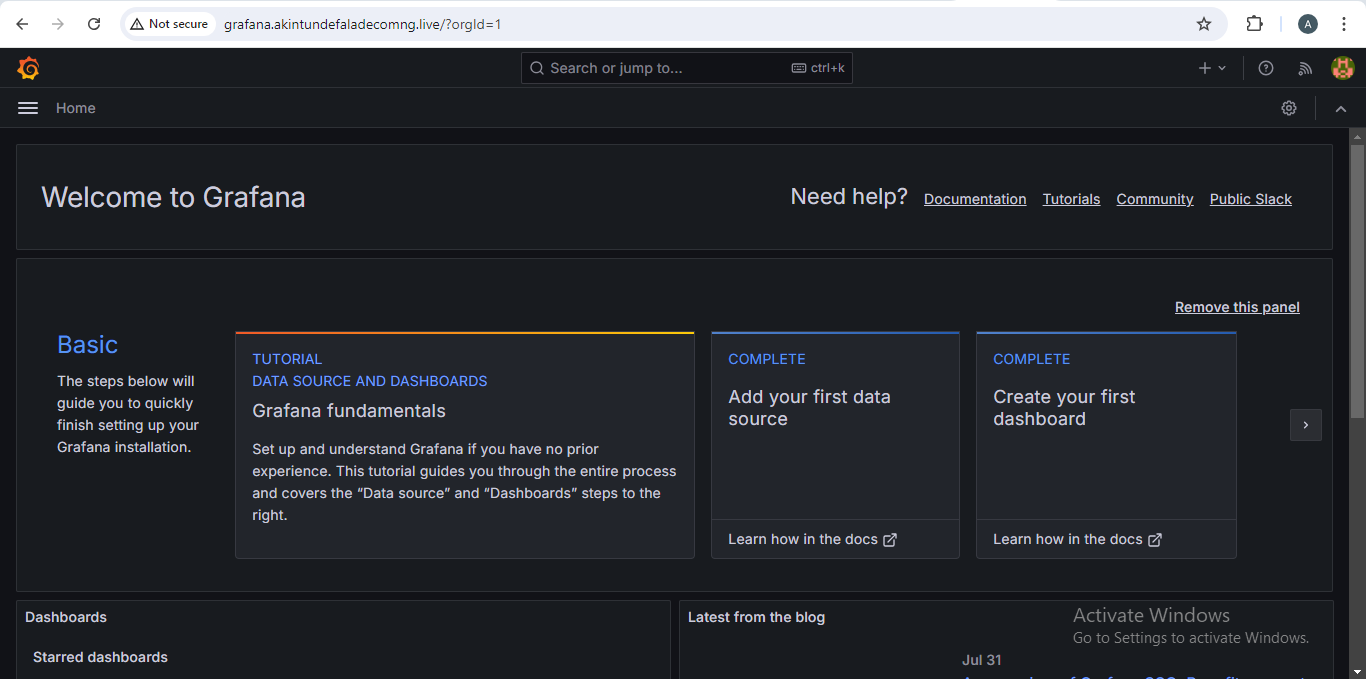 Not secure
grafana.akintundefaladecomng.live/?orgId=1
A
Search or jump to...
ctrl+k
Home
Welcome to Grafana
Need help?
Documentation
Tutorials
Community
Public Slack
Remove this panel
Basic
The steps below will
guide you to quickly
finish setting up your
Grafana installation.
TUTORIAL
DATA SOURCE AND DASHBOARDS
Grafana fundamentals
Set up and understand Grafana if you have no prior
experience. This tutorial guides you through the entire process
and covers the “Data source” and “Dashboards” steps to the
right.
COMPLETE
Add your first data
source
Learn how in the docs
COMPLETE
Create your first
dashboard
Learn how in the docs
Dashboards
Starred dashboards
Latest from the blog
Jul 31
Activate Windows
Go to Settings to activate Windows.